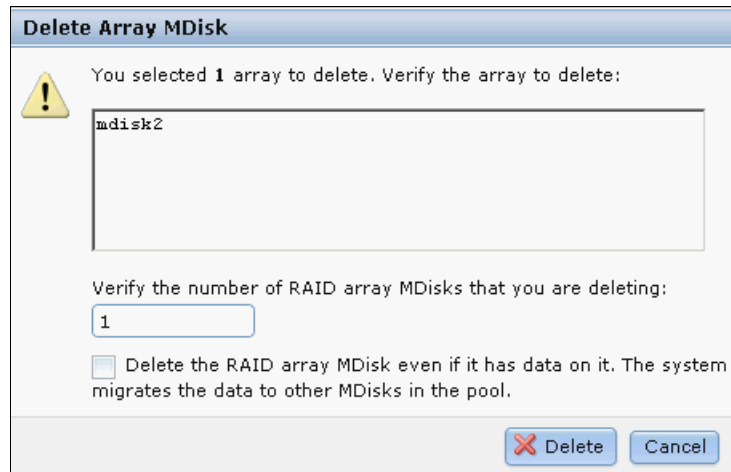 Delete Array MDisk
You selected 1 array to delete. Verify the array to delete:
mdisk2
Verify the number of RAID array MDisks that you are deleting:
1
Delete the RAID array MDisk even if it has data on it. The system
migrates the data to other MDisks in the pool.
Delete
Cancel